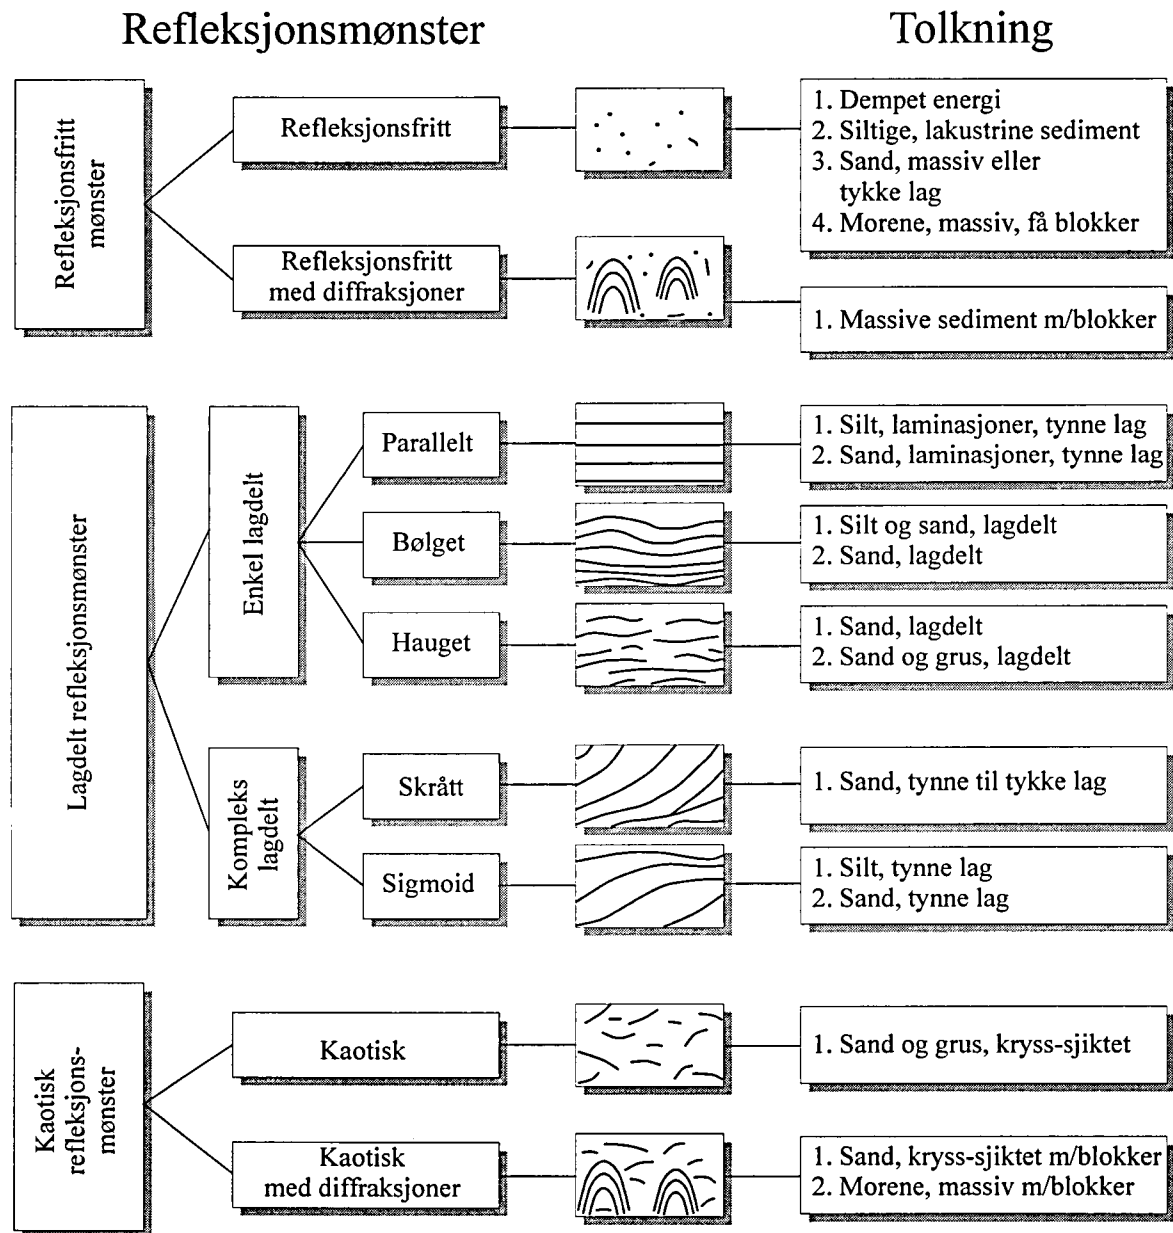 Refleksjonsmønster
Tolkning
Refleksjonsfritt
mønster
Refleksjonsfritt
1. Dempet energi
2. Siltige, lakustrine sediment
3. Sand, massiv eller
tykke lag
4. Morene, massiv, få blokker
Refleksjonsfritt
med diffraksjoner
1. Massive sediment m/blokker
Lagdelt refleksjonsmønster
Enkel lagdelt
Parallelt
1. Silt, laminasjoner, tynne lag
2. Sand, laminasjoner, tynne lag
Bølget
1. Silt og sand, lagdelt
2. Sand, lagdelt
Hauget
1. Sand, lagdelt
2. Sand og grus, lagdelt
Kompleks
lagdelt
Skrått
1. Sand, tynne til tykke lag
Sigmoid
1. Silt, tynne lag
2. Sand, tynne lag
Kaotisk
refleksjons-
mønster
Kaotisk
1. Sand og grus, kryss-sjiktet
Kaotisk
med diffraksjoner
1. Sand, kryss-sjiktet m/blokker
2. Morene, massiv m/blokker